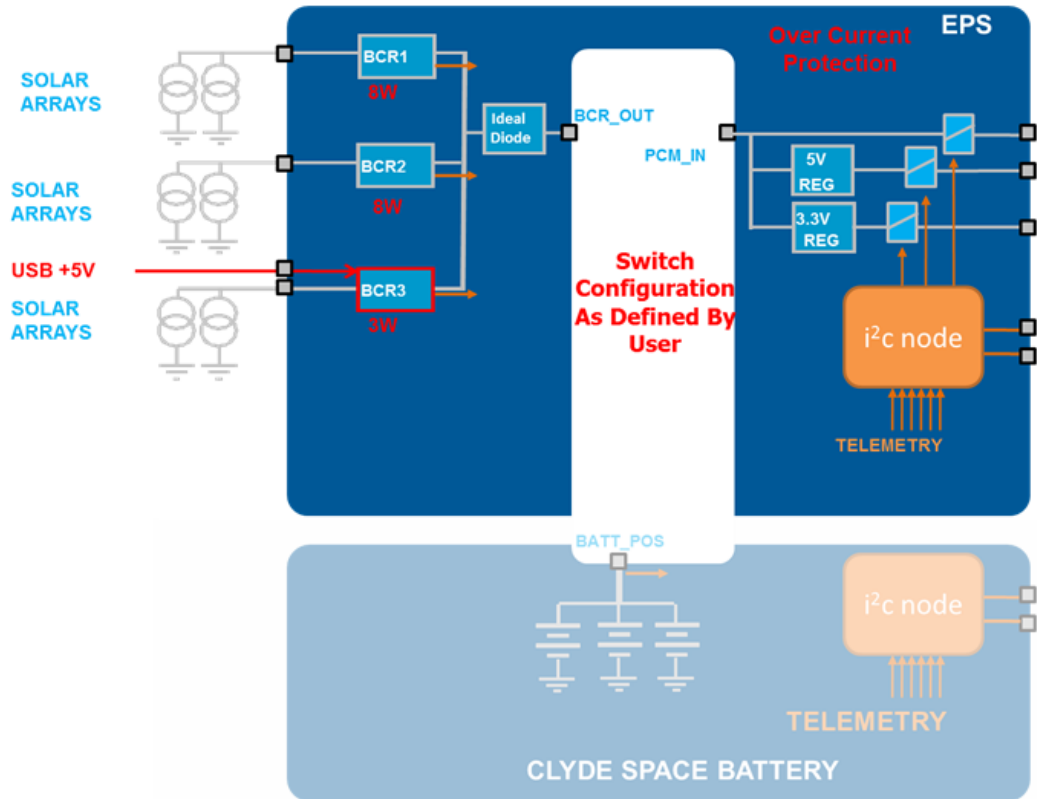 EPS
Over Current
Protection
SOLAR
ARRAYS
BCR1
8W
Ideal
Diode
BCR_OUT
PCM_IN
5V
REG
SOLAR
ARRAYS
BCR2
8W
3.3V
REG
USB +5V
SOLAR
ARRAYS
BCR3
3W
Switch
Configuration
As Defined By
User
i²c node
TELEMETRY
BATT_POS
i²c node
TELEMETRY
CLYDE SPACE BATTERY